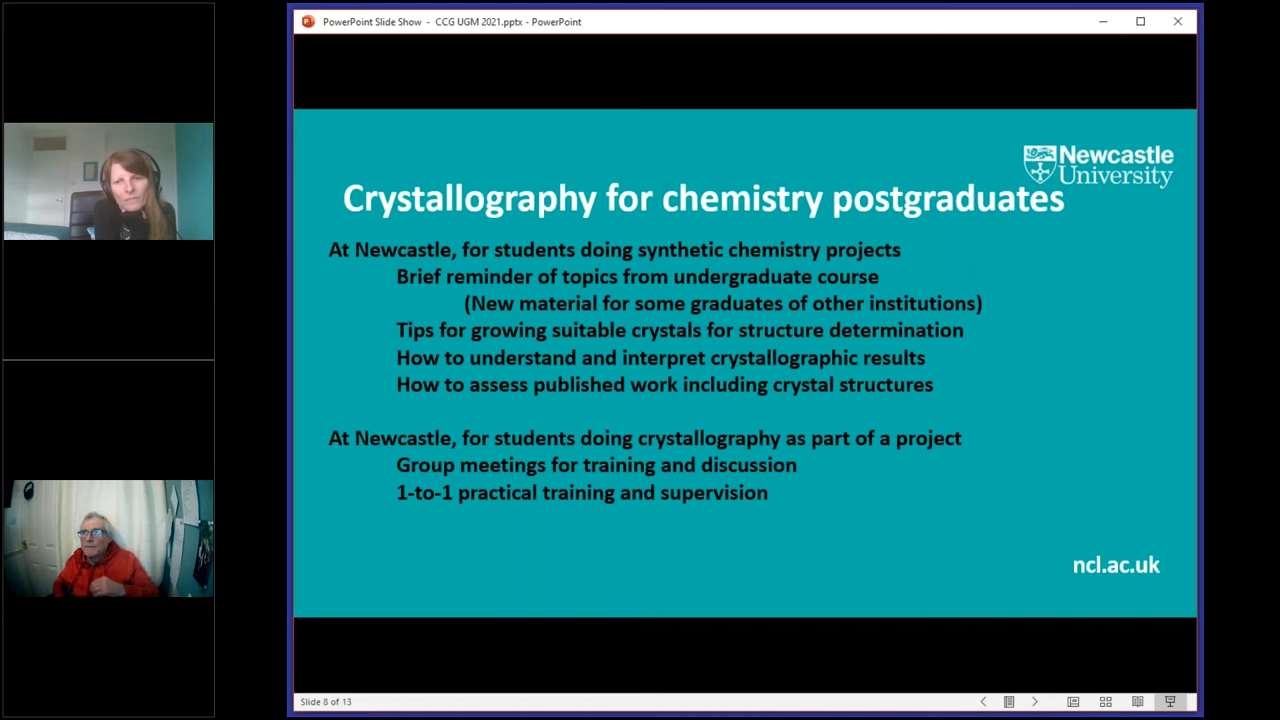 PowerPoint Slide Show - CCG UGM 2021.pptx - PowerPoint
Newcastle
University
Crystallography for chemistry postgraduates
At Newcastle, for students doing synthetic chemistry projects
Brief reminder of topics from undergraduate course
(New material for some graduates of other institutions)
Tips for growing suitable crystals for structure determination
How to understand and interpret crystallographic results
How to assess published work including crystal structures
At Newcastle, for students doing crystallography as part of a project
Group meetings for training and discussion
1-to-1 practical training and supervision
ncl.ac.uk
Slide 8 of 13